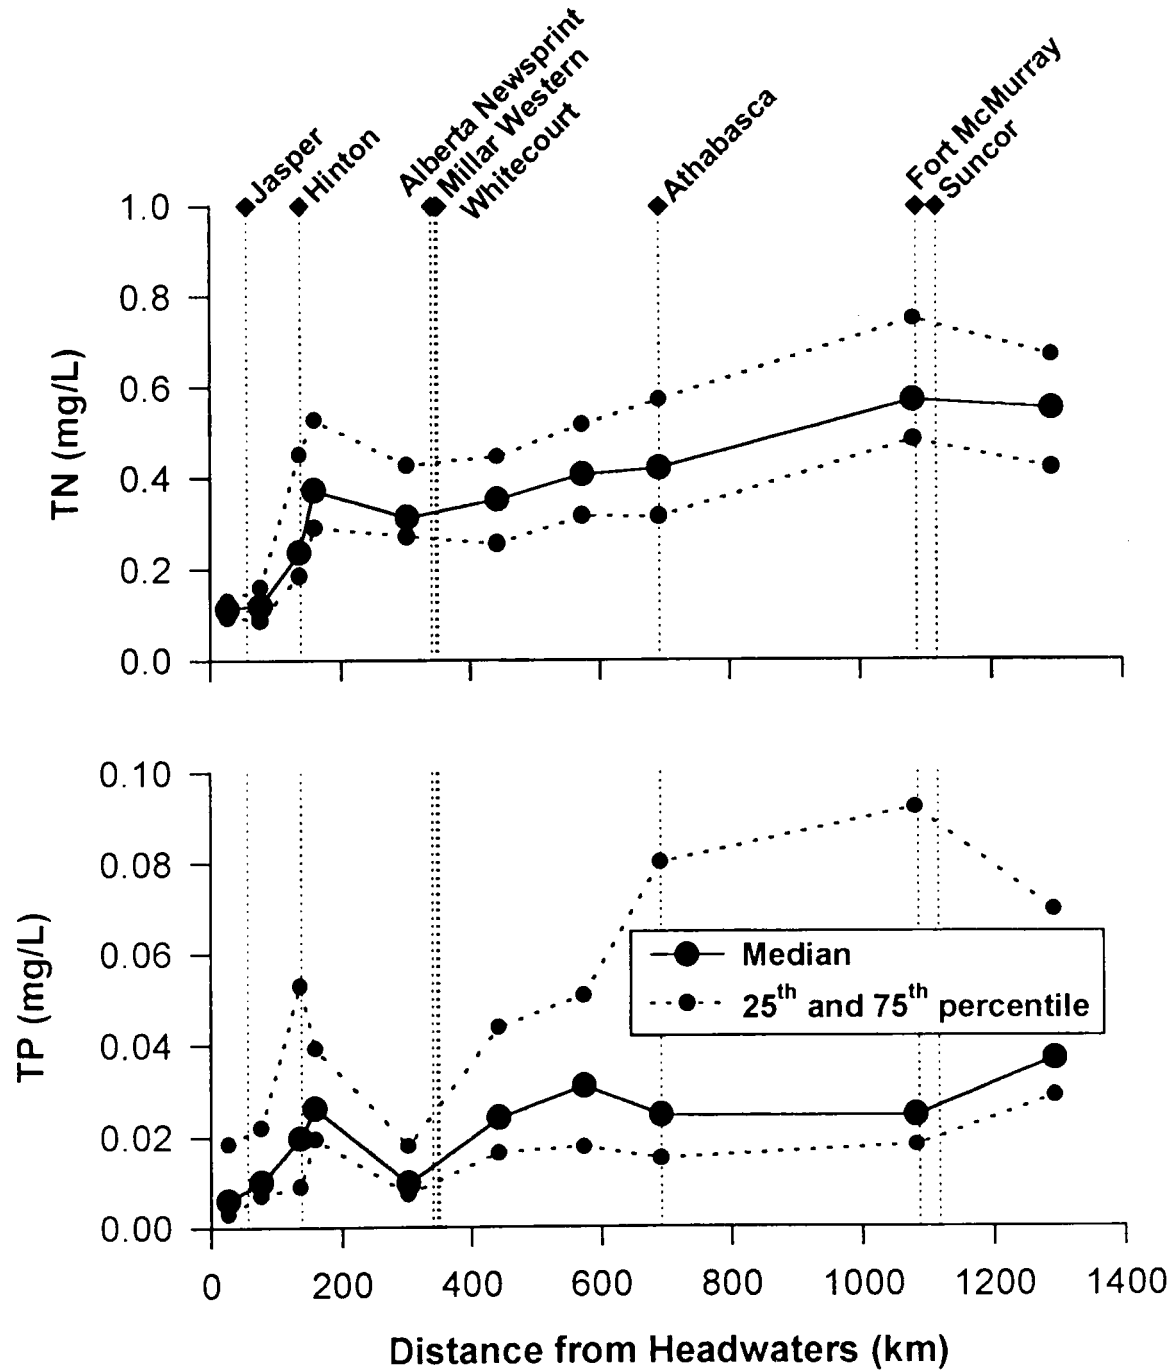 Jasper
Hinton
Alberta Newsprint
Millar Western
Whitecourt
Athabasca
Fort McMurray
Suncor
TN (mg/L)
1.0
0.8
0.6
0.4
0.2
0.0
TP (mg/L)
0.10
0.08
0.06
0.04
0.02
0.00
Median
25th and 75th percentile
0 200 400 600 800 1000 1200 1400
Distance from Headwaters (km)